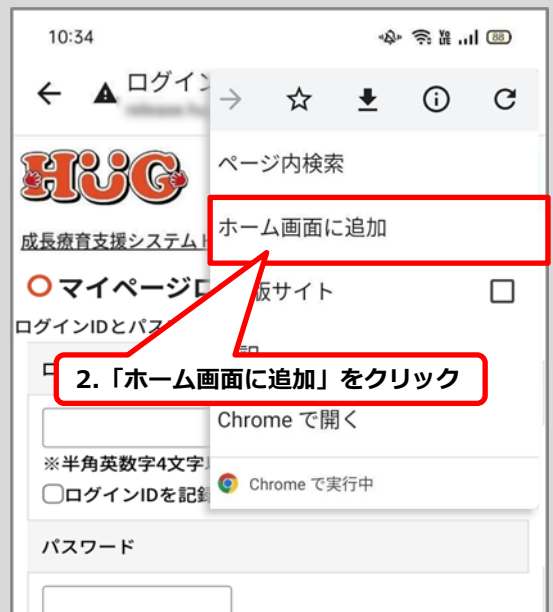 10:34
88
ログイン
ページ内検索
HUG
ホーム画面に追加
成長療育支援システム
マイページロ
版サイト
ログインIDとパス
2.「ホーム画面に追加」をクリック
Chrome で開く
※半角英数字4文字
Chrome で実行中
ログインIDを記録
パスワード